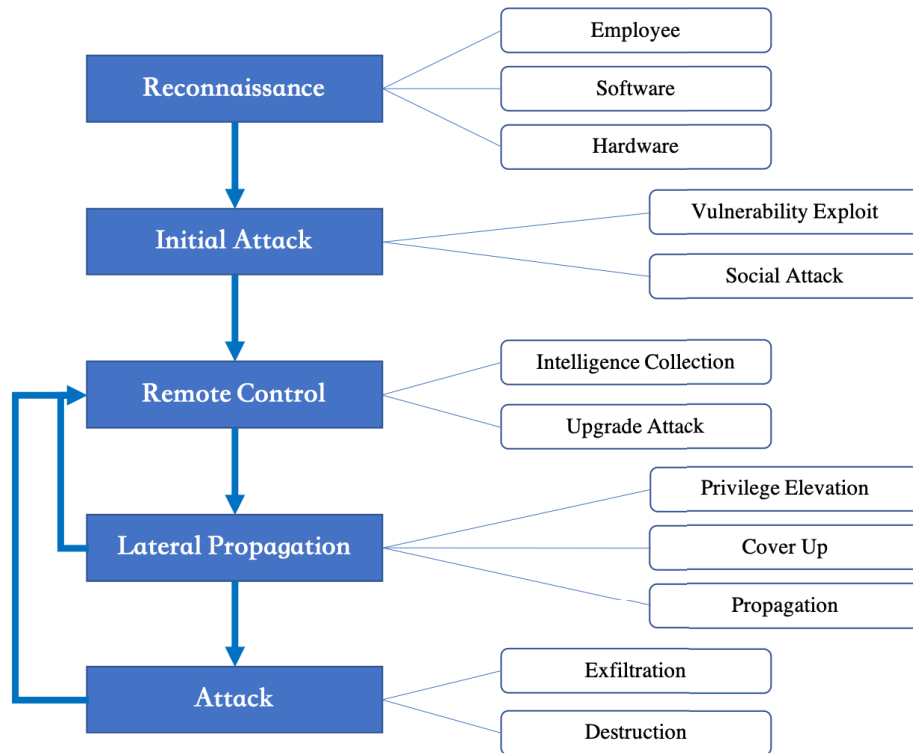 Reconnaissance
Employee
Software
Hardware
Initial Attack
Vulnerability Exploit
Social Attack
Remote Control
Intelligence Collection
Upgrade Attack
Lateral Propagation
Privilege Elevation
Cover Up
Propagation
Attack
Exfiltration
Destruction